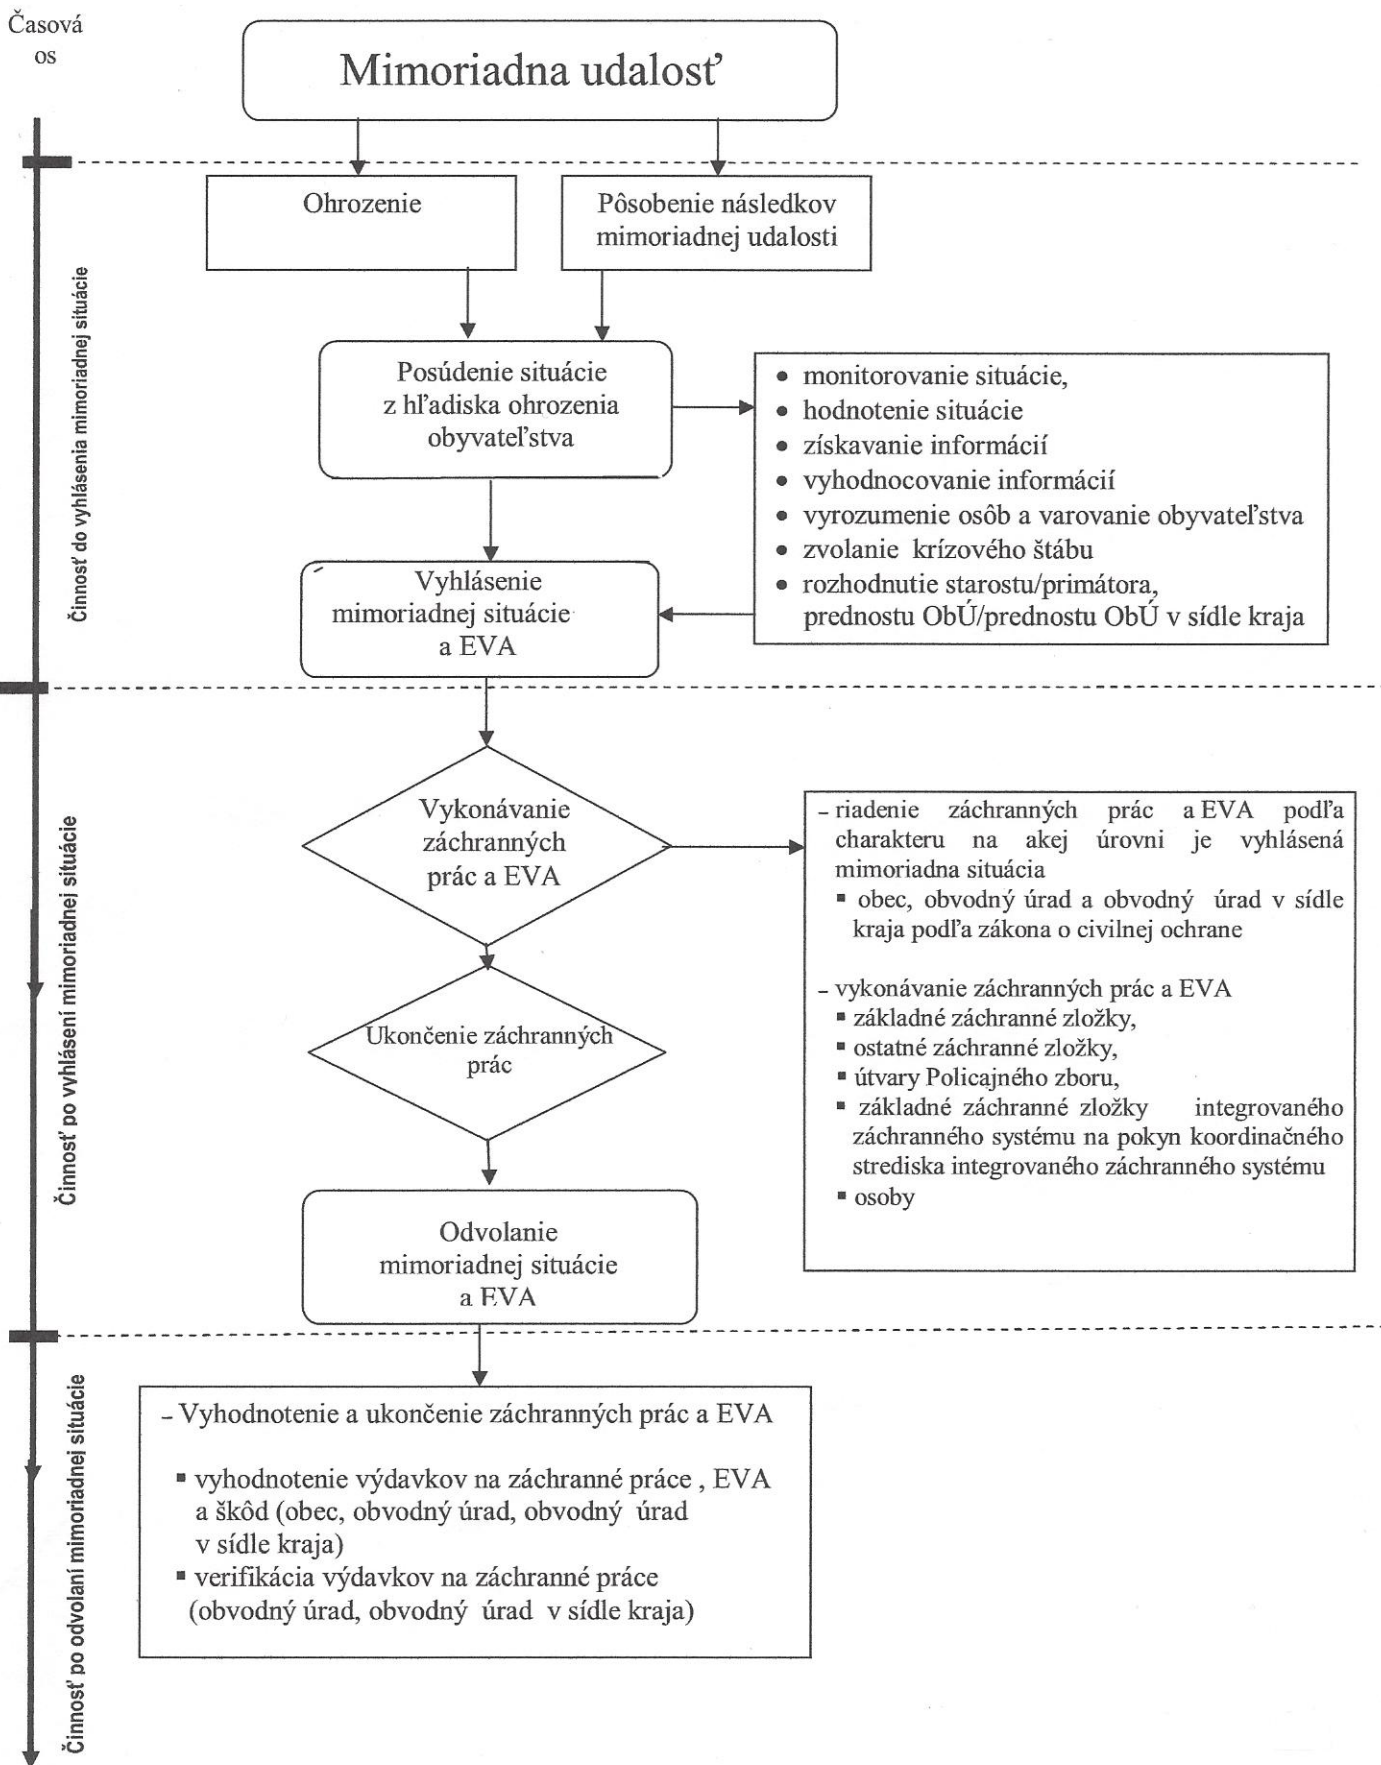 Časová
os
Mimoriadna udalosť
Ohrozenie
Pôsobenie následkov
mimoriadnej udalosti
Činnosť do vyhlásenia mimoriadnej situácie
Posúdenie situácie
z hľadiska ohrozenia
obyvateľstva
• monitorovanie situácie,
• hodnotenie situácie
• získavanie informácií
• vyhodnocovanie informácií
• vyrozumenie osôb a varovanie obyvateľstva
• zvolanie krízového štábu
• rozhodnutie starostu/primátora,
prednostu ObÚ/prednostu ObÚ v sídle kraja
Vyhlásenie
mimoriadnej situácie
a EVA
Činnosť po vyhlásení mimoriadnej situácie
Vykonávanie
záchranných
prác a EVA
– riadenie záchranných prác a EVA podľa
charakteru na akej úrovni je vyhlásená
mimoriadna situácia
▪ obec, obvodný úrad a obvodný úrad v sídle
kraja podľa zákona o civilnej ochrane
– vykonávanie záchranných prác a EVA
▪ základné záchranné zložky,
▪ ostatné záchranné zložky,
▪ útvary Policajného zboru,
▪ základné záchranné zložky integrovaného
záchranného systému na pokyn koordinačného
strediska integrovaného záchranného systému
▪ osoby
Ukončenie záchranných
prác
Odvolanie
mimoriadnej situácie
a EVA
Činnosť po odvolaní mimoriadnej situácie
– Vyhodnotenie a ukončenie záchranných prác a EVA
▪ vyhodnotenie výdavkov na záchranné práce , EVA
a škôd (obec, obvodný úrad, obvodný úrad
v sídle kraja)
▪ verifikácia výdavkov na záchranné práce
(obvodný úrad, obvodný úrad v sídle kraja)